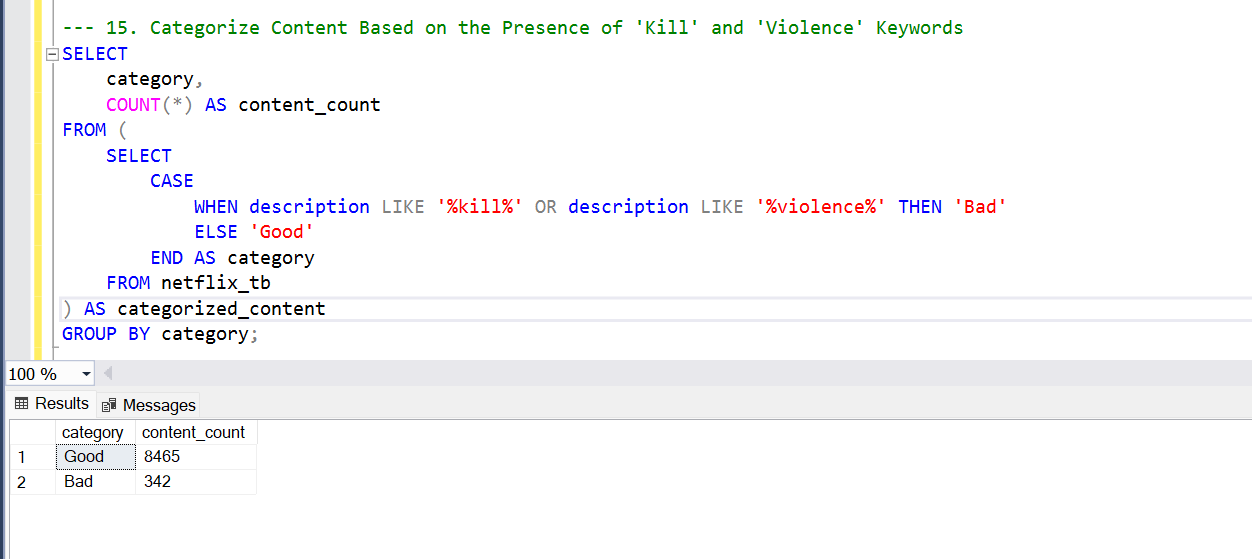 --- 15. Categorize Content Based on the Presence of 'Kill' and 'Violence' Keywords
SELECT
    category,
    COUNT(*) AS content_count
FROM (
    SELECT
        CASE
            WHEN description LIKE '%kill%' OR description LIKE '%violence%' THEN 'Bad'
            ELSE 'Good'
        END AS category
    FROM netflix_tb
) AS categorized_content
GROUP BY category;
100 %
Results Messages
category content_count
1 Good 8465
2 Bad 342